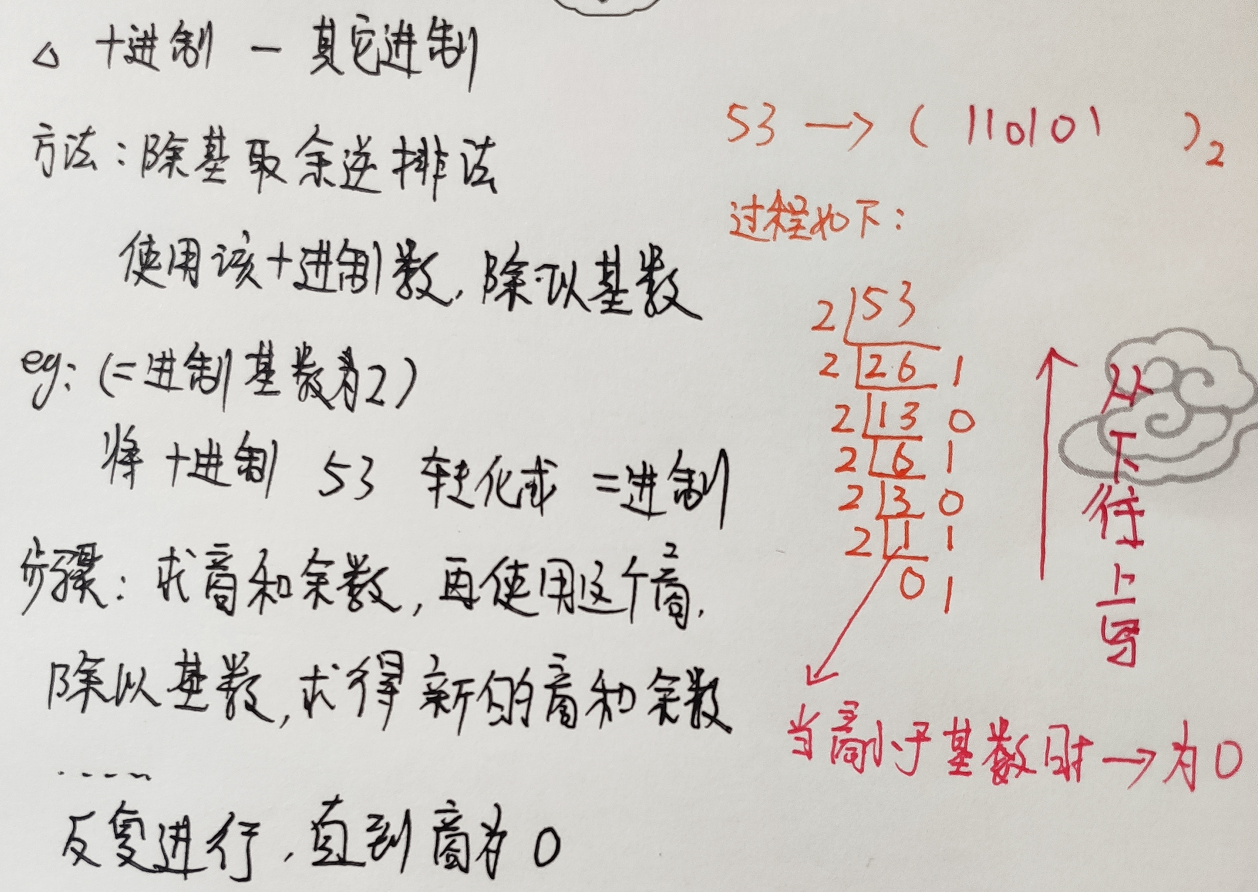 △ 十进制 — 其它进制
方法：除基取余逆排法
使用该十进制数，除以基数
eg：（二进制基数为2）
将十进制 53 转化成 二进制
步骤：求商和余数，再使用这个商，
除以基数，求得新的商和余数
……
反复进行，直到商为0
53 → ( 110101 )₂
过程如下：
2 53
2 26 1
2 13 0
2 6 1
2 3 0
2 1 1
0 1
从下往上写
当商小于基数时 → 为0